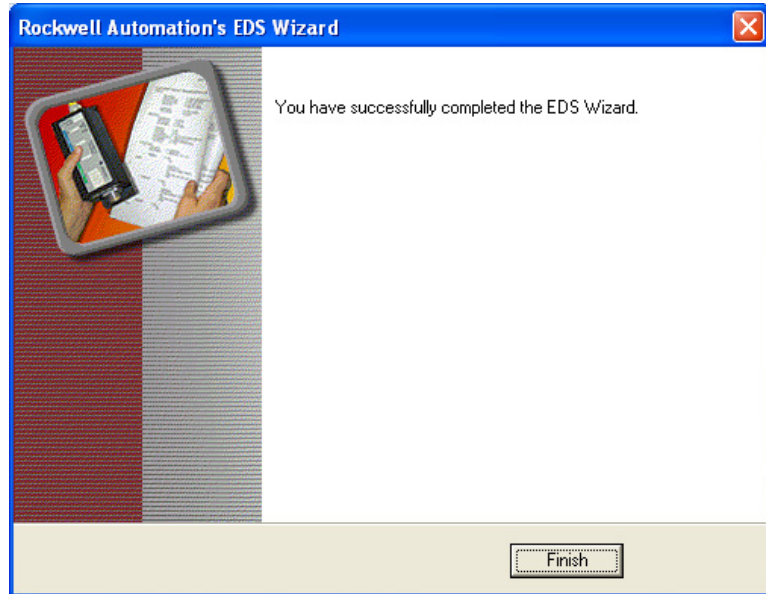 Rockwell Automation's EDS Wizard
You have successfully completed the EDS Wizard.
Finish